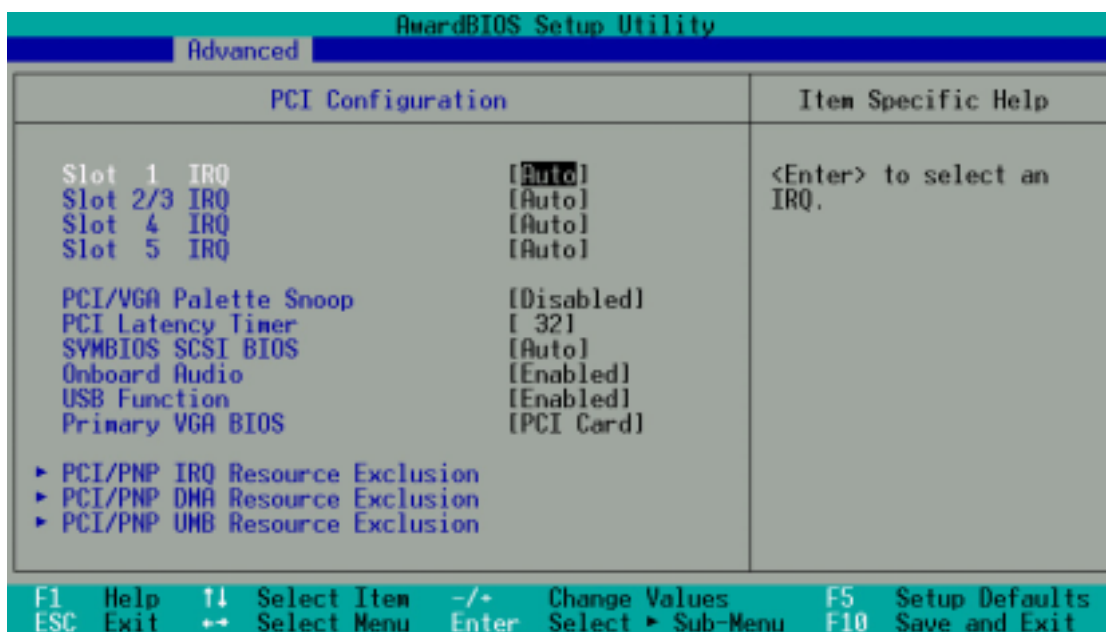 AwardBIOS Setup Utility
Advanced
PCI Configuration
Item Specific Help
Slot 1 IRQ [Auto]
Slot 2/3 IRQ [Auto]
Slot 4 IRQ [Auto]
Slot 5 IRQ [Auto]
PCI/VGA Palette Snoop [Disabled]
PCI Latency Timer [ 32]
SYMBIOS SCSI BIOS [Auto]
Onboard Audio [Enabled]
USB Function [Enabled]
Primary VGA BIOS [PCI Card]
► PCI/PNP IRQ Resource Exclusion
► PCI/PNP DMA Resource Exclusion
► PCI/PNP UMB Resource Exclusion
<Enter> to select an
IRQ.
F1 Help ↑↓ Select Item -/+ Change Values F5 Setup Defaults
ESC Exit ←→ Select Menu Enter Select ► Sub-Menu F10 Save and Exit